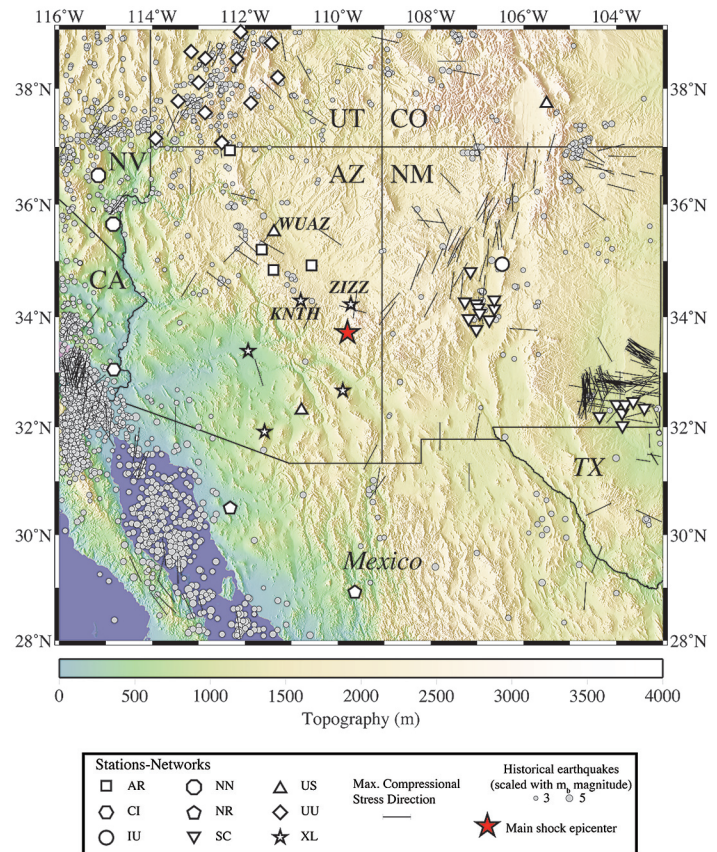 116°W 114°W 112°W 110°W 108°W 106°W 104°W
38°N 38°N
UT CO
NV AZ NM
36°N 36°N
WUAZ
CA
ZIZZ
34°N KNTH 34°N
32°N 32°N
TX
30°N 30°N
Mexico
28°N 28°N
0 500 1000 1500 2000 2500 3000 3500 4000
Topography (m)
Stations-Networks
AR NN US
CI NR UU
IU SC XL
Max. Compressional
Stress Direction
Historical earthquakes
(scaled with m_b magnitude)
3 5
Main shock epicenter